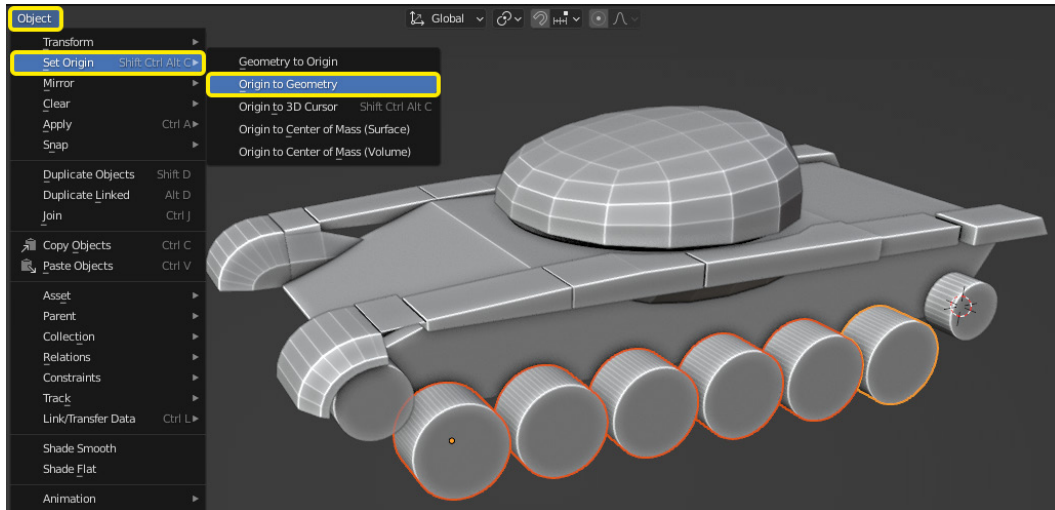 Object
Global
Transform
Set Origin Shift Ctrl Alt C
Geometry to Origin
Mirror
Origin to Geometry
Clear
Origin to 3D Cursor Shift Ctrl Alt C
Apply Ctrl A
Origin to Center of Mass (Surface)
Snap
Origin to Center of Mass (Volume)
Duplicate Objects Shift D
Duplicate Linked Alt D
Join Ctrl J
Copy Objects Ctrl C
Paste Objects Ctrl V
Asset
Parent
Collection
Relations
Constraints
Track
Link/Transfer Data Ctrl L
Shade Smooth
Shade Flat
Animation